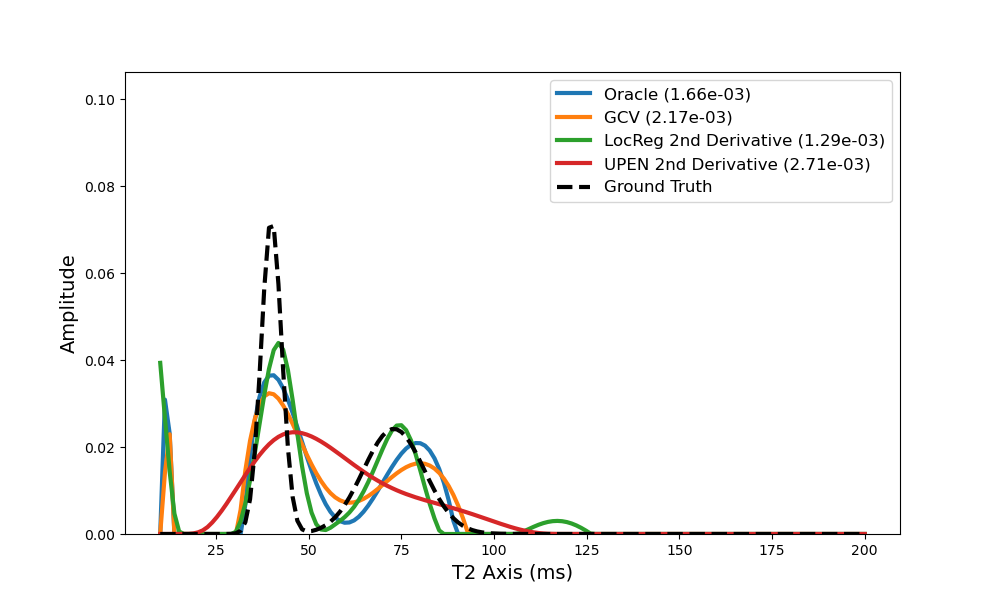 Oracle (1.66e-03)
GCV (2.17e-03)
LocReg 2nd Derivative (1.29e-03)
UPEN 2nd Derivative (2.71e-03)
Ground Truth
Amplitude
0.10
0.08
0.06
0.04
0.02
0.00
25
50
75
100
125
150
175
200
T2 Axis (ms)